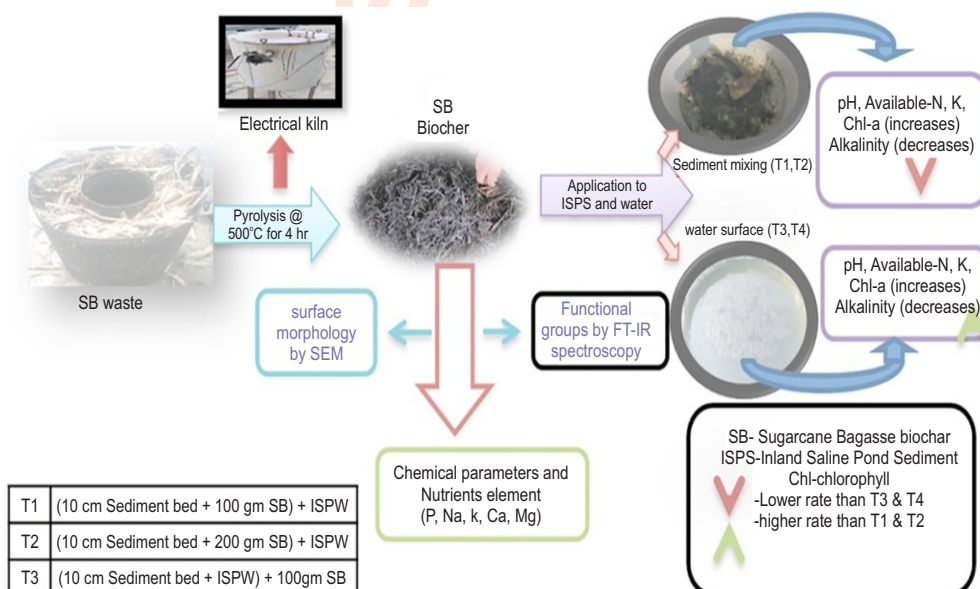 Electrical kiln
SB waste
Pyrolysis @
500°C for 4 hr
SB
Biocher
Application to
ISPS and water
Sediment mixing (T1,T2)
pH, Available-N, K,
Chl-a (increases)
Alkalinity (decreases)
water surface (T3,T4)
pH, Available-N, K,
Chl-a (increases)
Alkalinity (decreases)
surface
morphology
by SEM
Functional
groups by FT-IR
spectroscopy
Chemical parameters and
Nutrients element
(P, Na, k, Ca, Mg)
SB- Sugarcane Bagasse biochar
ISPS-Inland Saline Pond Sediment
Chl-chlorophyll
-Lower rate than T3 & T4
-higher rate than T1 & T2
T1 (10 cm Sediment bed + 100 gm SB) + ISPW
T2 (10 cm Sediment bed + 200 gm SB) + ISPW
T3 (10 cm Sediment bed + ISPW) + 100gm SB